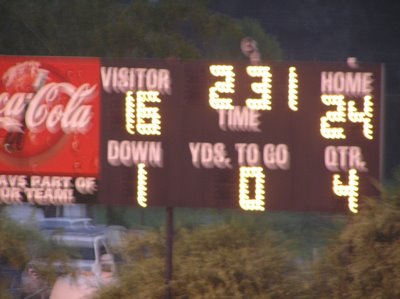 Coca-Cola
AYS PART OF
OR TEAM!
VISITOR
16
2:31
TIME
HOME
24
DOWN
1
YDS. TO GO
10
QTR.
4